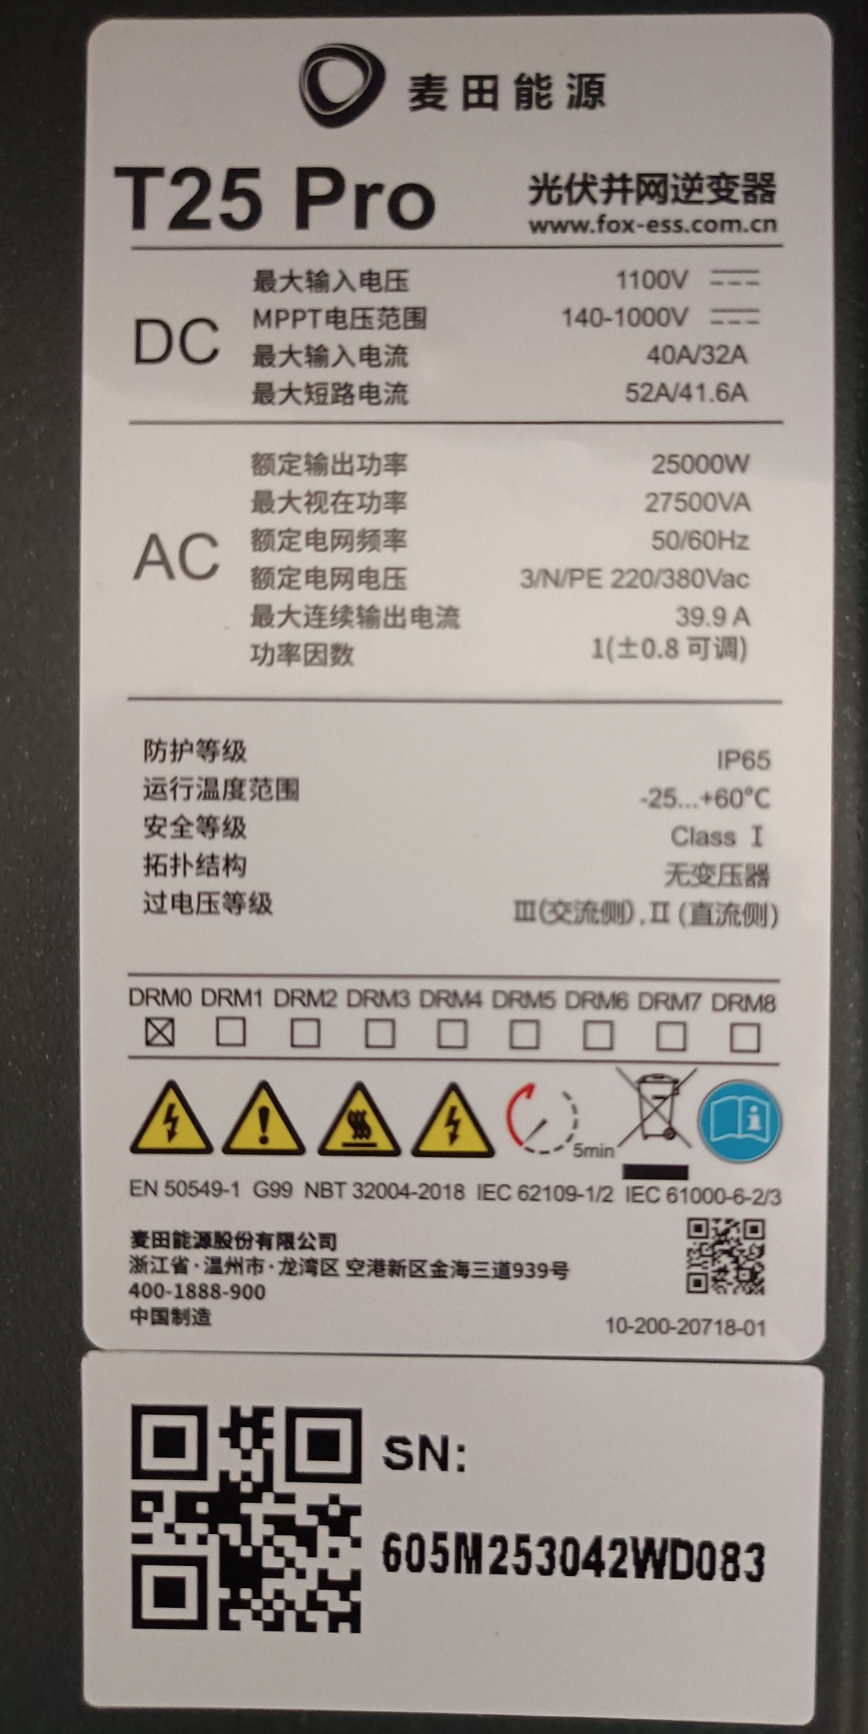 麦田能源
T25 Pro 光伏并网逆变器
www.fox-ess.com.cn
DC
最大输入电压 1100V
MPPT电压范围 140-1000V
最大输入电流 40A/32A
最大短路电流 52A/41.6A
AC
额定输出功率 25000W
最大视在功率 27500VA
额定电网频率 50/60Hz
额定电网电压 3/N/PE 220/380Vac
最大连续输出电流 39.9 A
功率因数 1(±0.8 可调)
防护等级 IP65
运行温度范围 -25...+60℃
安全等级 Class Ⅰ
拓扑结构 无变压器
过电压等级 Ⅲ(交流侧),Ⅱ (直流侧)
DRM0 DRM1 DRM2 DRM3 DRM4 DRM5 DRM6 DRM7 DRM8
5min
EN 50549-1 G99 NBT 32004-2018 IEC 62109-1/2 IEC 61000-6-2/3
麦田能源股份有限公司
浙江省·温州市·龙湾区 空港新区金海三道939号
400-1888-900
中国制造
10-200-20718-01
SN:
605M253042WD083